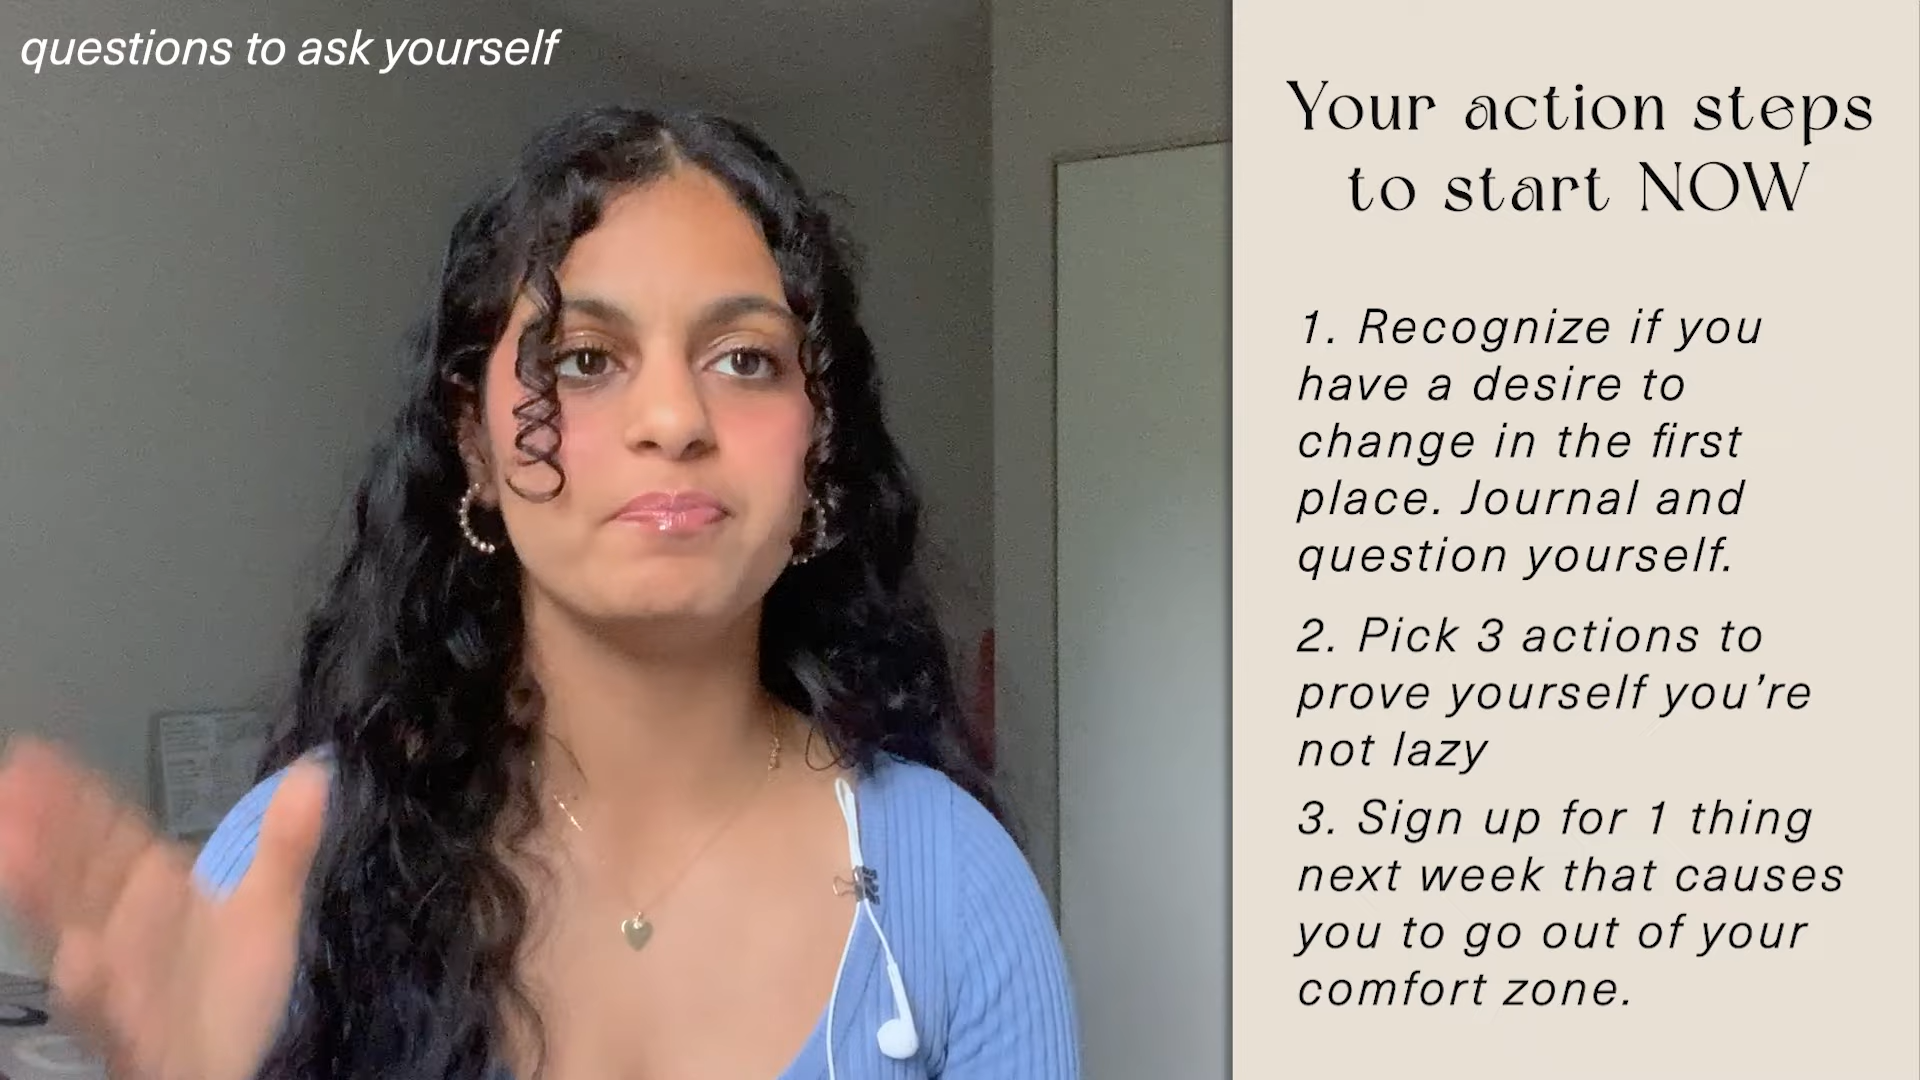 questions to ask yourself
Your action steps
to start NOW
1. Recognize if you
have a desire to
change in the first
place. Journal and
question yourself.
2. Pick 3 actions to
prove yourself you're
not lazy
3. Sign up for 1 thing
next week that causes
you to go out of your
comfort zone.